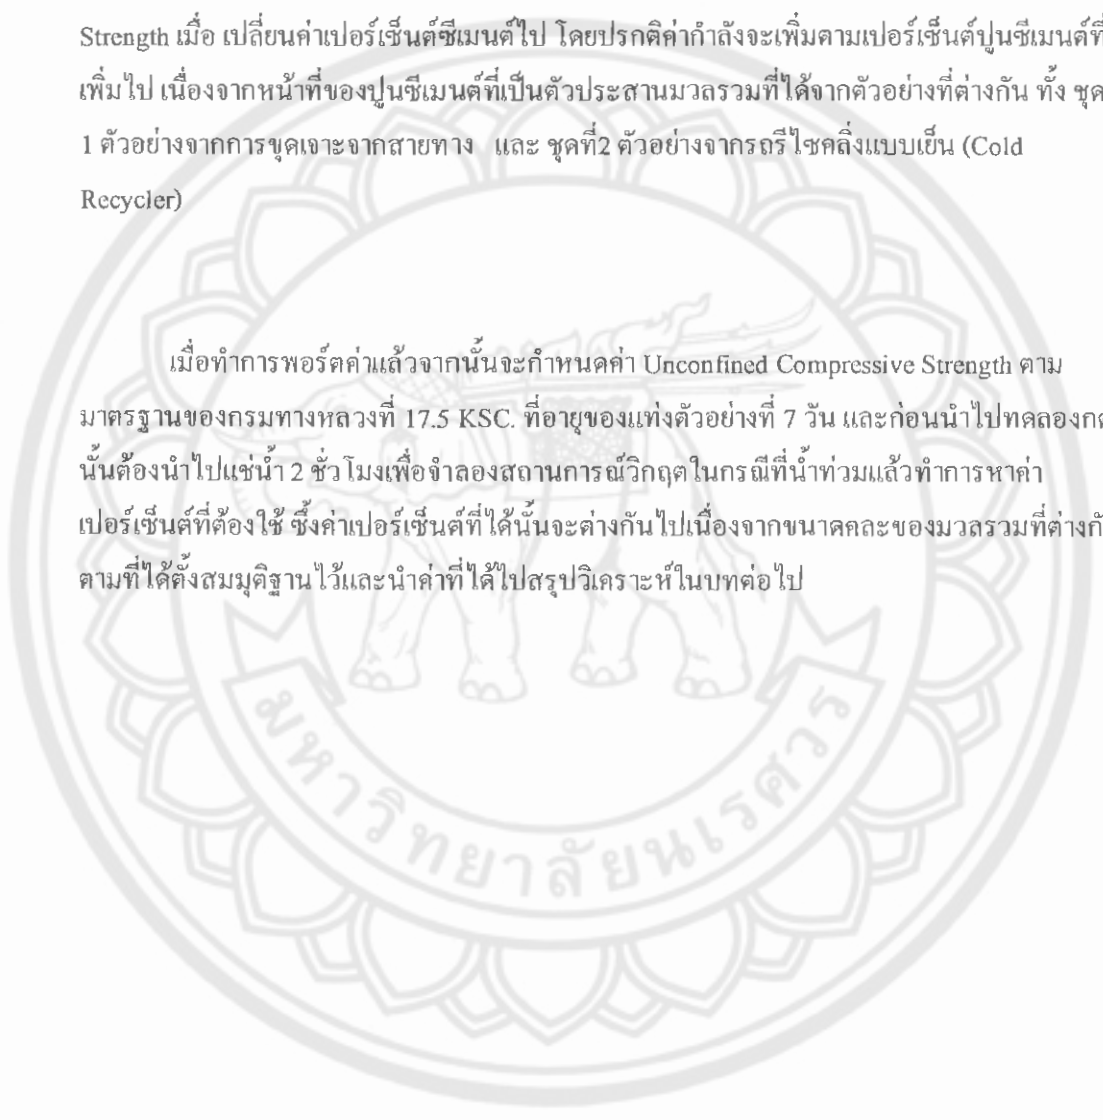 Strength เมื่อ เปลี่ยนค่าเปอร์เซ็นต์ซีเมนต์ไป โดยปรกติค่ากำลังจะเพิ่มตามเปอร์เซ็นต์ปูนซีเมนต์ที่
เพิ่มไป เนื่องจากหน้าที่ของปูนซีเมนต์ที่เป็นตัวประสานมวลรวมที่ได้จากตัวอย่างที่ต่างกัน ทั้ง ชุด
1 ตัวอย่างจากการขุดเจาะจากสายทาง และ ชุดที่2 ตัวอย่างจากรถรีไซคลิ่งแบบเย็น (Cold
Recycler)
เมื่อทำการพอร์ตค่าแล้วจากนั้นจะกำหนดค่า Unconfined Compressive Strength ตาม
มาตรฐานของกรมทางหลวงที่ 17.5 KSC. ที่อายุของแท่งตัวอย่างที่ 7 วัน และก่อนนำไปทดลองกด
นั้นต้องนำไปแช่น้ำ 2 ชั่วโมงเพื่อจำลองสถานการณ์วิกฤตในกรณีที่น้ำท่วมแล้วทำการหาค่า
เปอร์เซ็นต์ที่ต้องใช้ ซึ้งค่าเปอร์เซ็นต์ที่ได้นั้นจะต่างกันไปเนื่องจากขนาดคละของมวลรวมที่ต่างกั
ตามที่ได้ตั้งสมมุติฐานไว้และนำค่าที่ได้ไปสรุปวิเคราะห์ในบทต่อไป
มหาวิทยาลัยนเรศวร